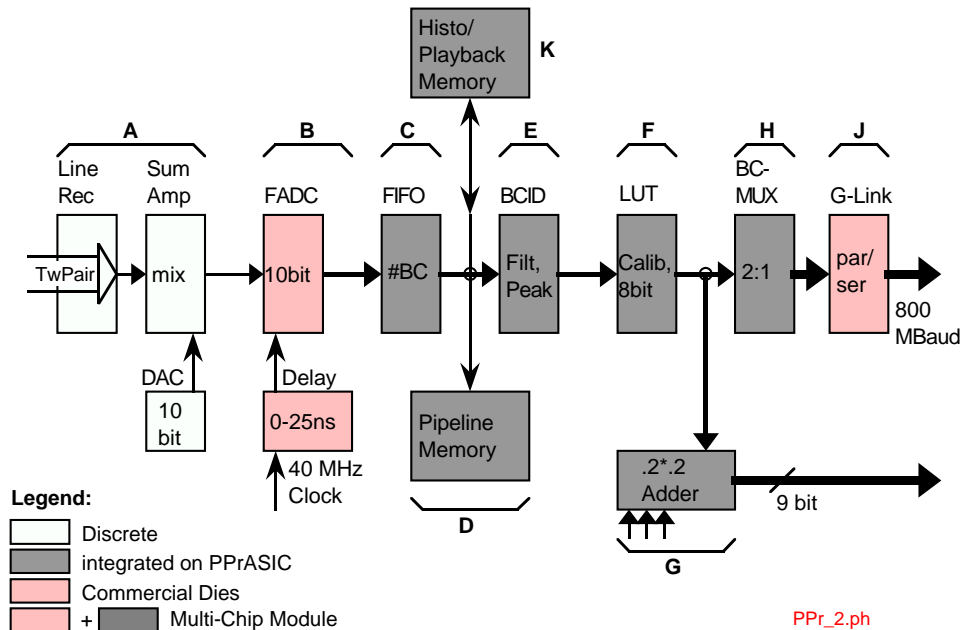 Histo/
Playback
Memory
K
A
B
C
E
F
H
J
Line
Rec
Sum
Amp
FADC
FIFO
BCID
LUT
BC-
MUX
G-Link
TwPair
mix
10bit
#BC
Filt,
Peak
Calib,
8bit
2:1
par/
ser
800
MBaud
DAC
10
bit
Delay
0-25ns
40 MHz
Clock
Pipeline
Memory
D
.2*.2
Adder
9 bit
G
Legend:
Discrete
integrated on PPrASIC
Commercial Dies
+ Multi-Chip Module
PPr_2.ph